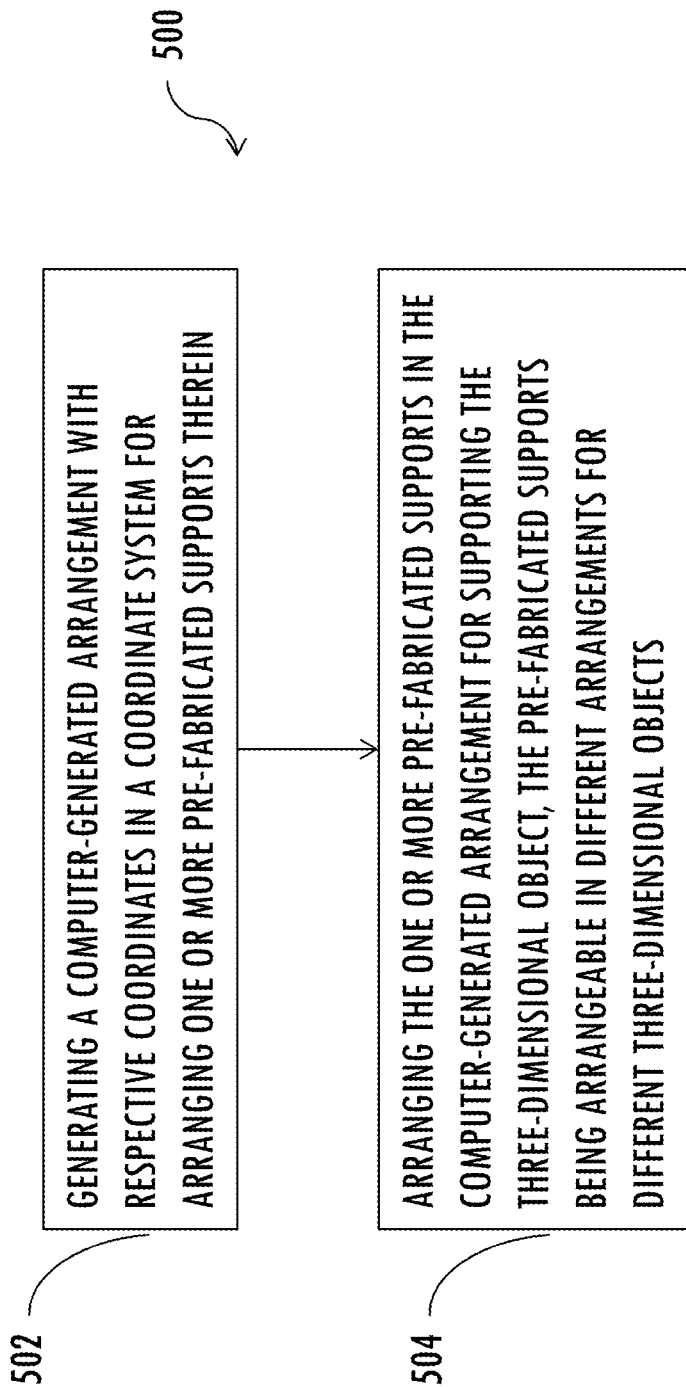 500
502
GENERATING A COMPUTER-GENERATED ARRANGEMENT WITH
RESPECTIVE COORDINATES IN A COORDINATE SYSTEM FOR
ARRANGING ONE OR MORE PRE-FABRICATED SUPPORTS THEREIN
504
ARRANGING THE ONE OR MORE PRE-FABRICATED SUPPORTS IN THE
COMPUTER-GENERATED ARRANGEMENT FOR SUPPORTING THE
THREE-DIMENSIONAL OBJECT, THE PRE-FABRICATED SUPPORTS
BEING ARRANGEABLE IN DIFFERENT ARRANGEMENTS FOR
DIFFERENT THREE-DIMENSIONAL OBJECTS